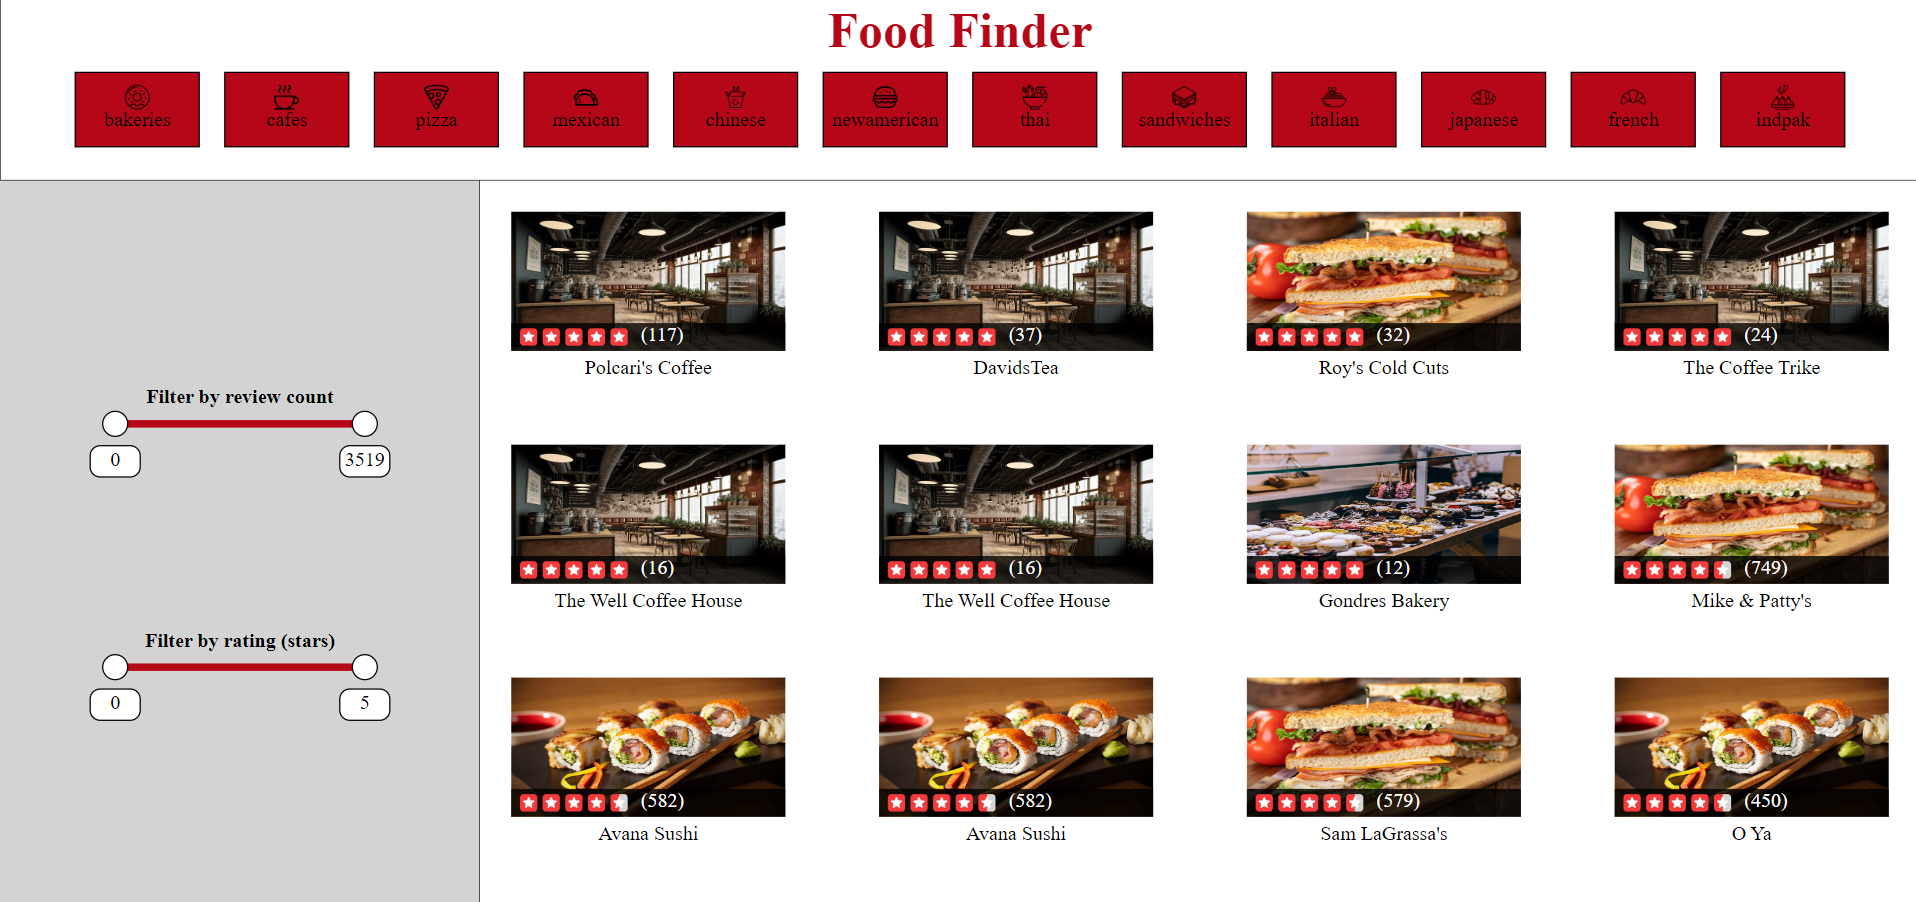 Food Finder
bakeries
cafes
pizza
mexican
chinese
newamerican
thai
sandwiches
italian
japanese
french
indpak
Filter by review count
0
3519
Filter by rating (stars)
0
5
(117)
Polcari's Coffee
(37)
DavidsTea
(32)
Roy's Cold Cuts
(24)
The Coffee Trike
(16)
The Well Coffee House
(16)
The Well Coffee House
(12)
Gondres Bakery
(749)
Mike & Patty's
(582)
Avana Sushi
(582)
Avana Sushi
(579)
Sam LaGrassa's
(450)
O Ya